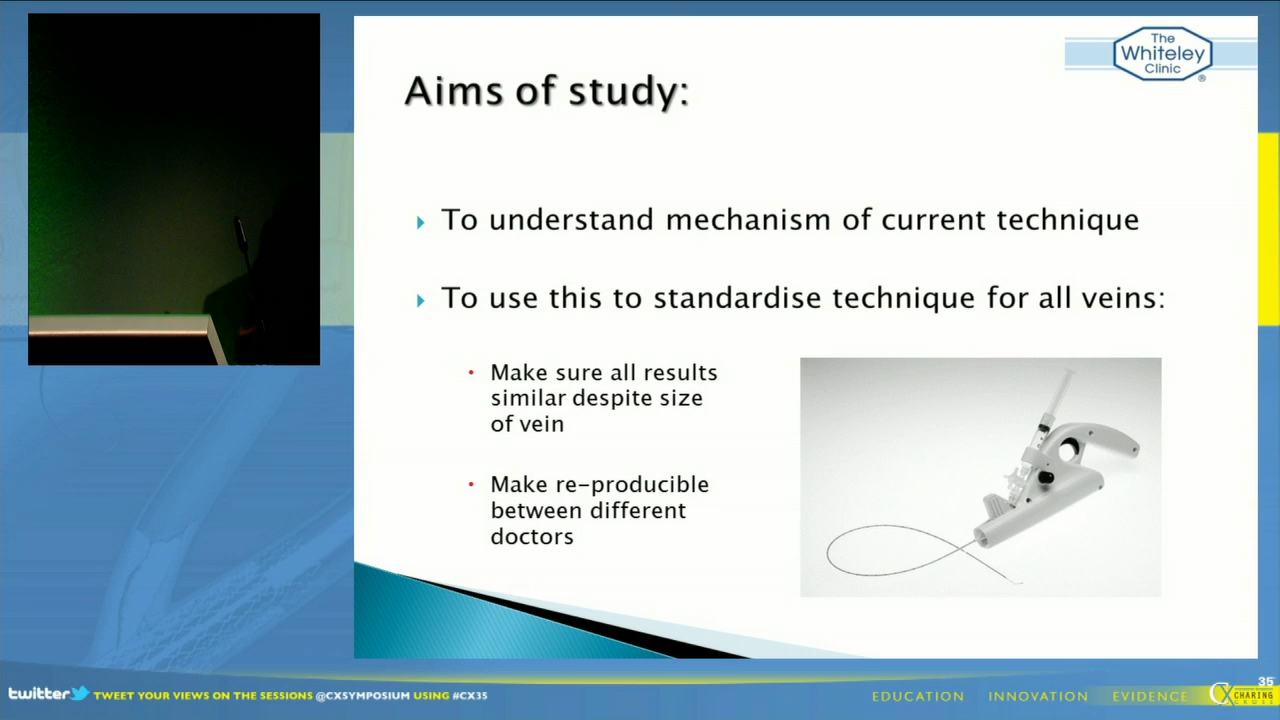 The
Whiteley
Clinic
®
Aims of study:
To understand mechanism of current technique
To use this to standardise technique for all veins:
Make sure all results
similar despite size
of vein
Make re-producible
between different
doctors
twitter TWEET YOUR VIEWS ON THE SESSIONS @CXSYMPOSIUM USING #CX35
EDUCATION INNOVATION EVIDENCE
35
CX CHARING
CROSS